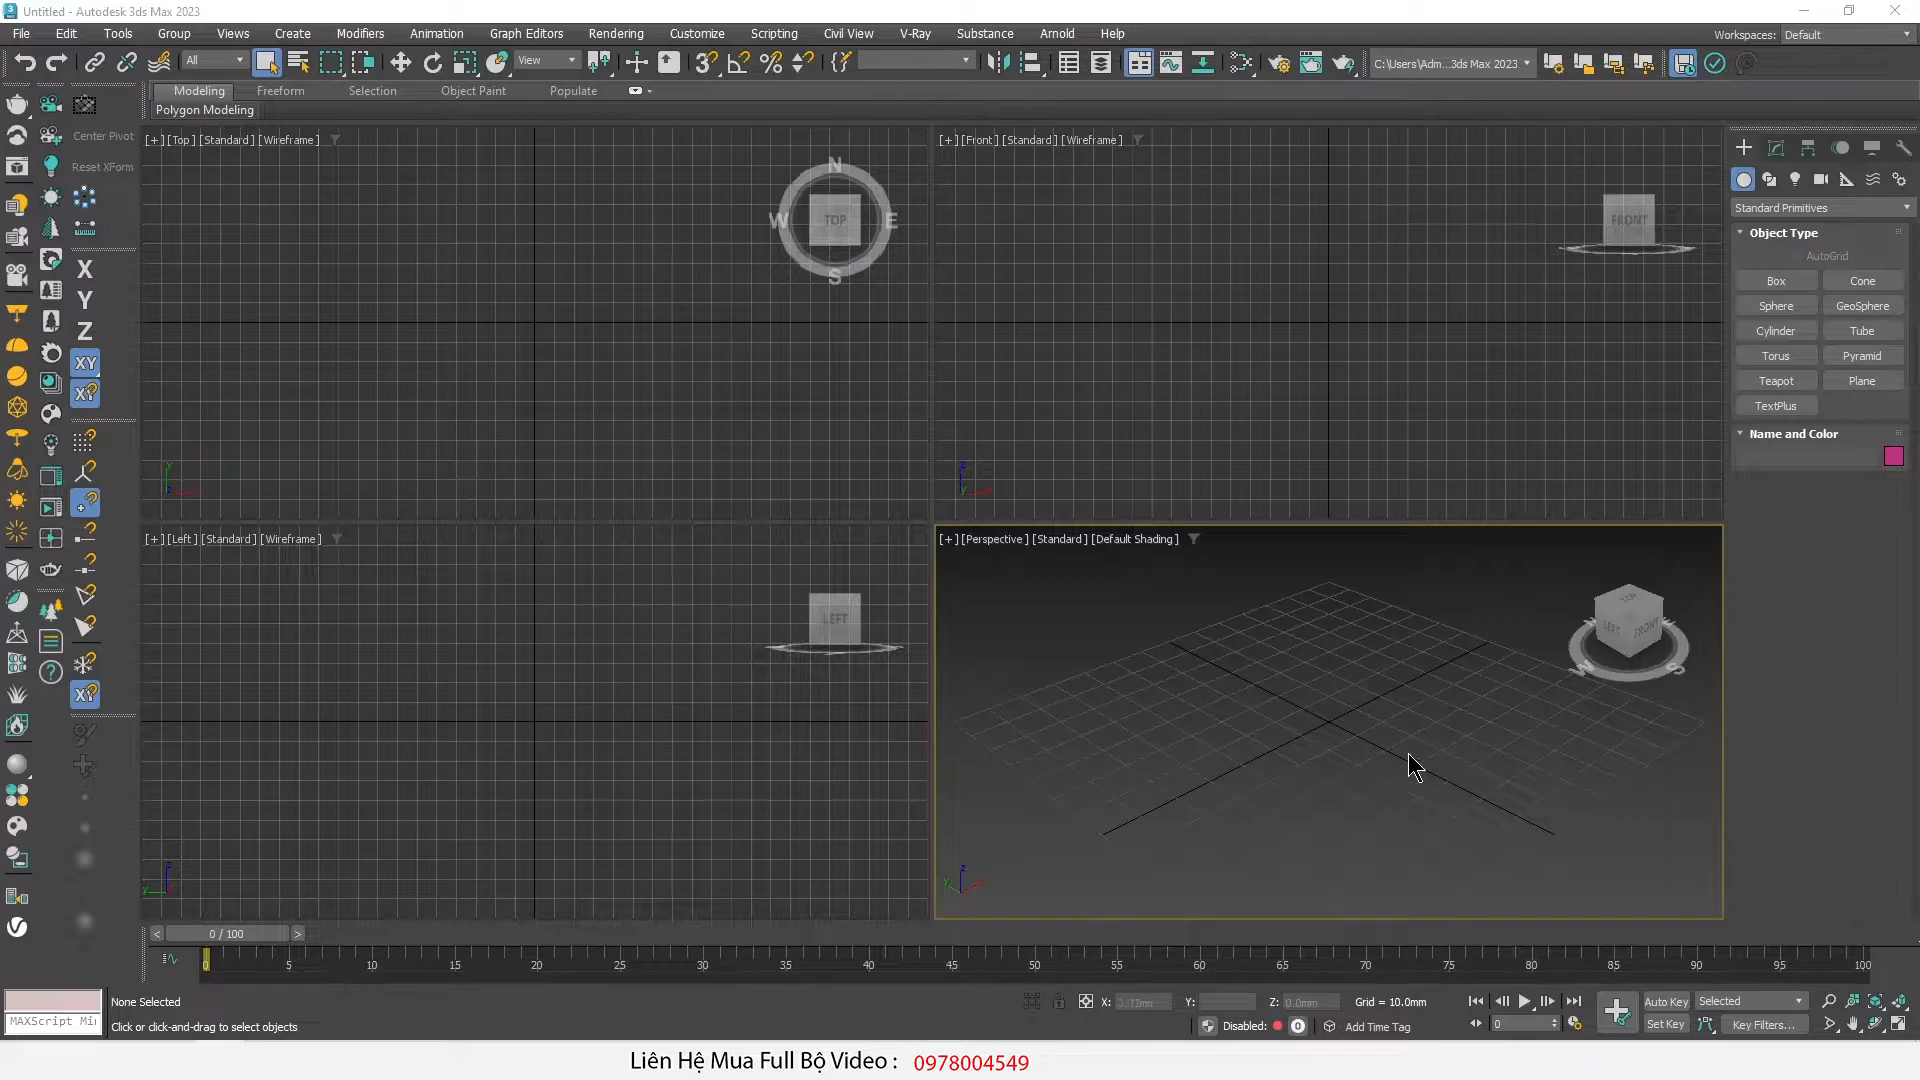 Untitled - Autodesk 3ds Max 2023
File Edit Tools Group Views Create Modifiers Animation Graph Editors Rendering Customize Scripting Civil View V-Ray Substance Arnold Help
Workspaces: Default
All View C:\Users\Adm...3ds Max 2023
Modeling Freeform Selection Object Paint Populate
Polygon Modeling
Center Pivot
Reset XForm
X
Y
Z
XY
XY
XY
[+] [Top] [Standard] [Wireframe]
N
W TOP E
S
[+] [Front] [Standard] [Wireframe]
FRONT
[+] [Left] [Standard] [Wireframe]
LEFT
[+] [Perspective] [Standard] [Default Shading]
TOP
LEFT FRONT
W S
Standard Primitives
Object Type
AutoGrid
Box Cone
Sphere GeoSphere
Cylinder Tube
Torus Pyramid
Teapot Plane
TextPlus
Name and Color
< 0 / 100 >
0 5 10 15 20 25 30 35 40 45 50 55 60 65 70 75 80 85 90 95 100
None Selected
X: Y: Z: 0.0mm Grid = 10.0mm
Auto Key Selected
MAXScript Mi
Click or click-and-drag to select objects
Disabled: 0 Add Time Tag
0
Set Key Key Filters...
Liên Hệ Mua Full Bộ Video : 0978004549